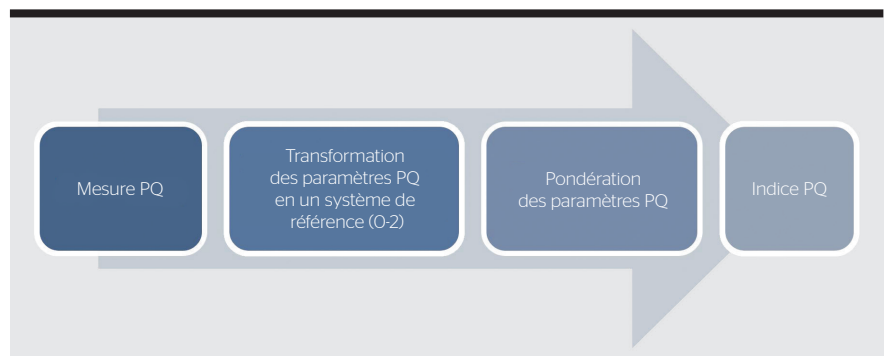 Mesure PQ
Transformation
des paramètres PQ
en un système de
référence (0-2)
Pondération
des paramètres PQ
Indice PQ